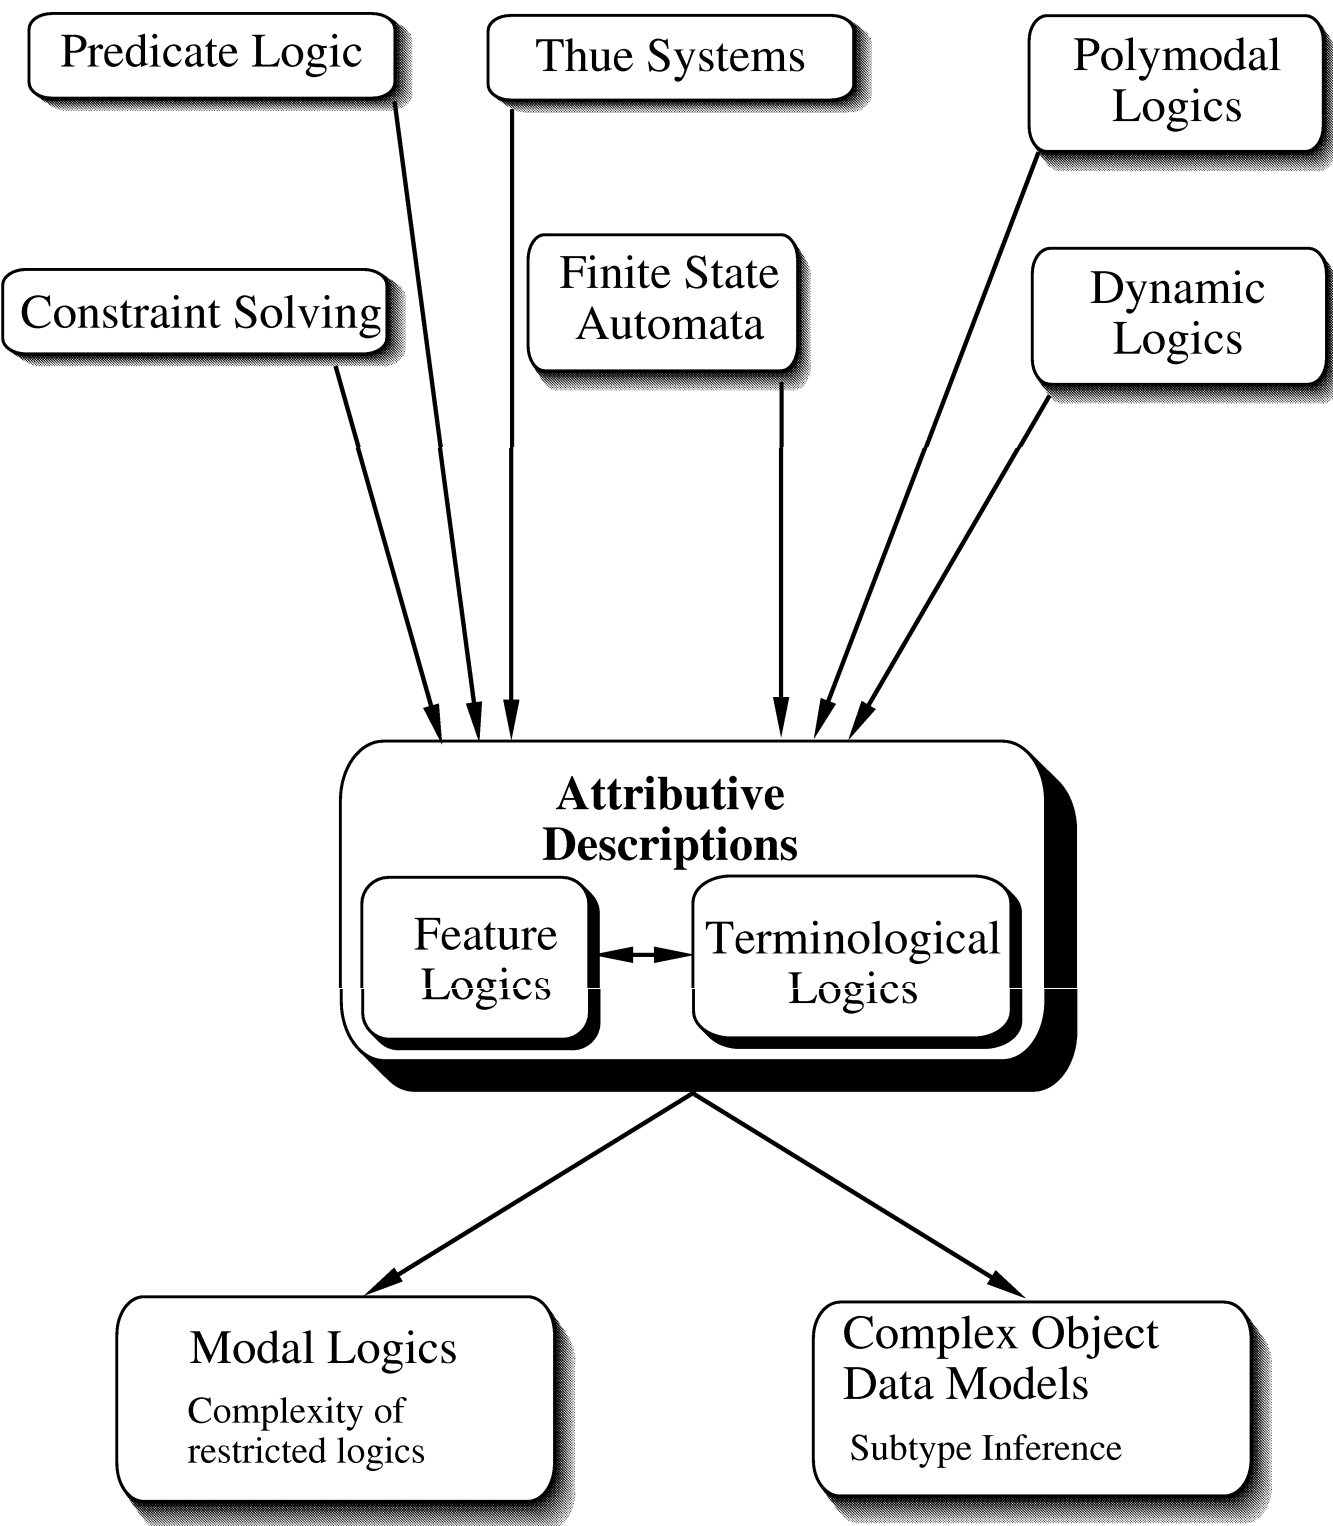 Predicate Logic
Thue Systems
Polymodal
Logics
Constraint Solving
Finite State
Automata
Dynamic
Logics
Attributive
Descriptions
Feature
Logics
Terminological
Logics
Modal Logics
Complexity of
restricted logics
Complex Object
Data Models
Subtype Inference